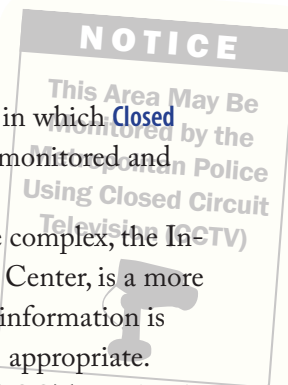 NOTICE
This Area May Be
Monitored by the
Metropolitan Police
Using Closed Circuit
Television (CCTV)
in which Closed
monitored and
e complex, the In-
Center, is a more
information is
appropriate.